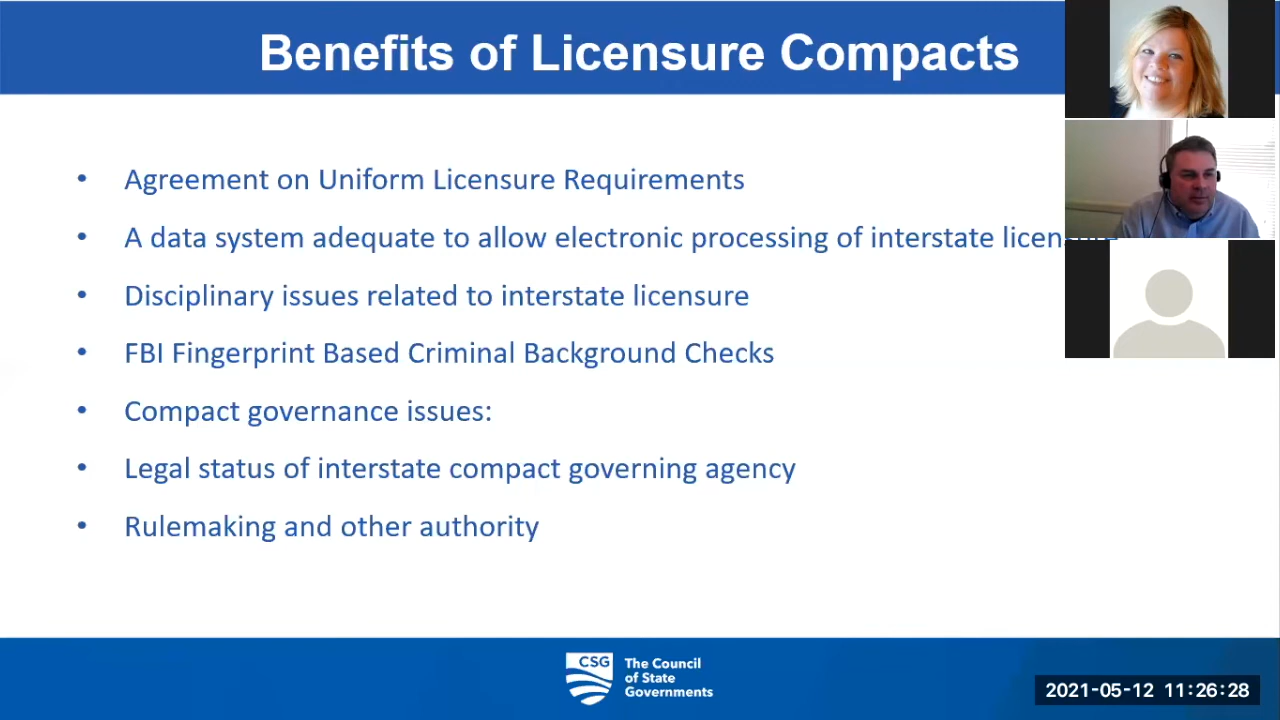 Benefits of Licensure Compacts
• Agreement on Uniform Licensure Requirements
• A data system adequate to allow electronic processing of interstate licensure
• Disciplinary issues related to interstate licensure
• FBI Fingerprint Based Criminal Background Checks
• Compact governance issues:
• Legal status of interstate compact governing agency
• Rulemaking and other authority
CSG
The Council
of State
Governments
2021-05-12 11:26:28